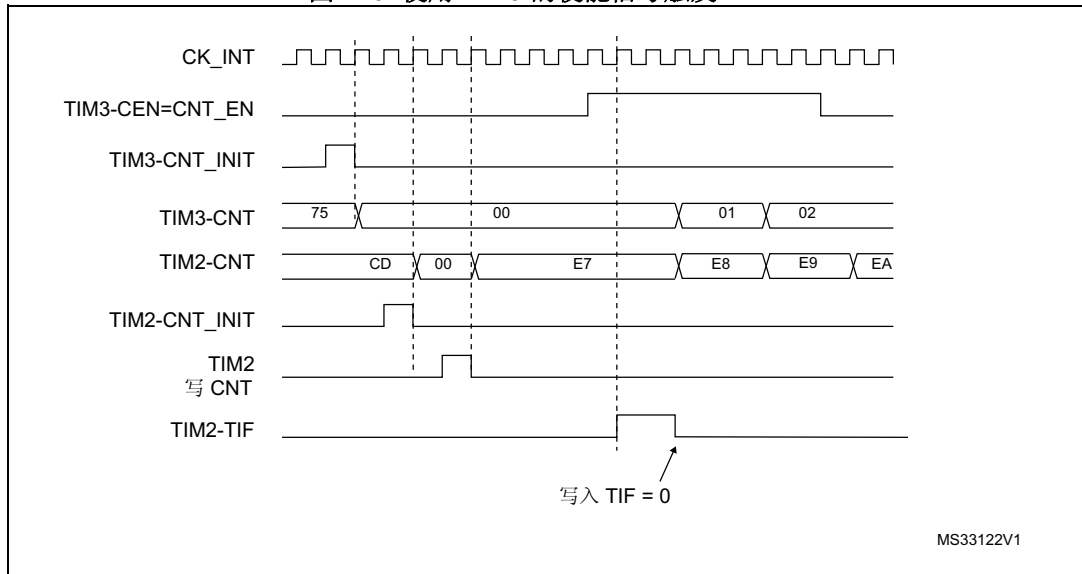 CK_INT
TIM3-CEN=CNT_EN
TIM3-CNT_INIT
TIM3-CNT 75 00 01 02
TIM2-CNT CD 00 E7 E8 E9 EA
TIM2-CNT_INIT
TIM2
写 CNT
TIM2-TIF
写入 TIF = 0
MS33122V1